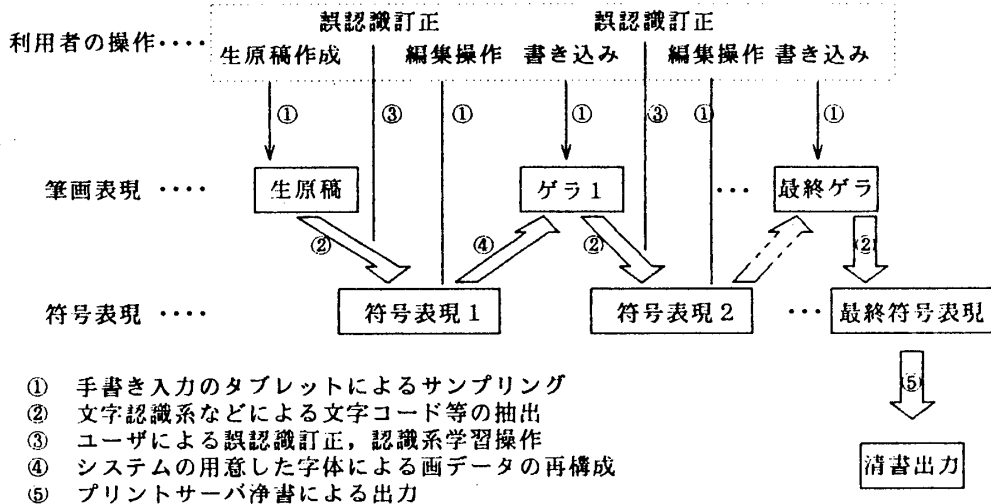 誤認識訂正 誤認識訂正
利用者の操作････ 生原稿作成 編集操作 書き込み 編集操作 書き込み
① ③ ① ① ③ ① ①
筆画表現 ････ 生原稿 ゲラ1 ･･･ 最終ゲラ
② ④ ② ②
符号表現 ････ 符号表現1 符号表現2 ･･･ 最終符号表現
⑤
① 手書き入力のタブレットによるサンプリング
② 文字認識系などによる文字コード等の抽出
③ ユーザによる誤認識訂正，認識系学習操作
④ システムの用意した字体による画データの再構成
清書出力
⑤ プリントサーバ浄書による出力